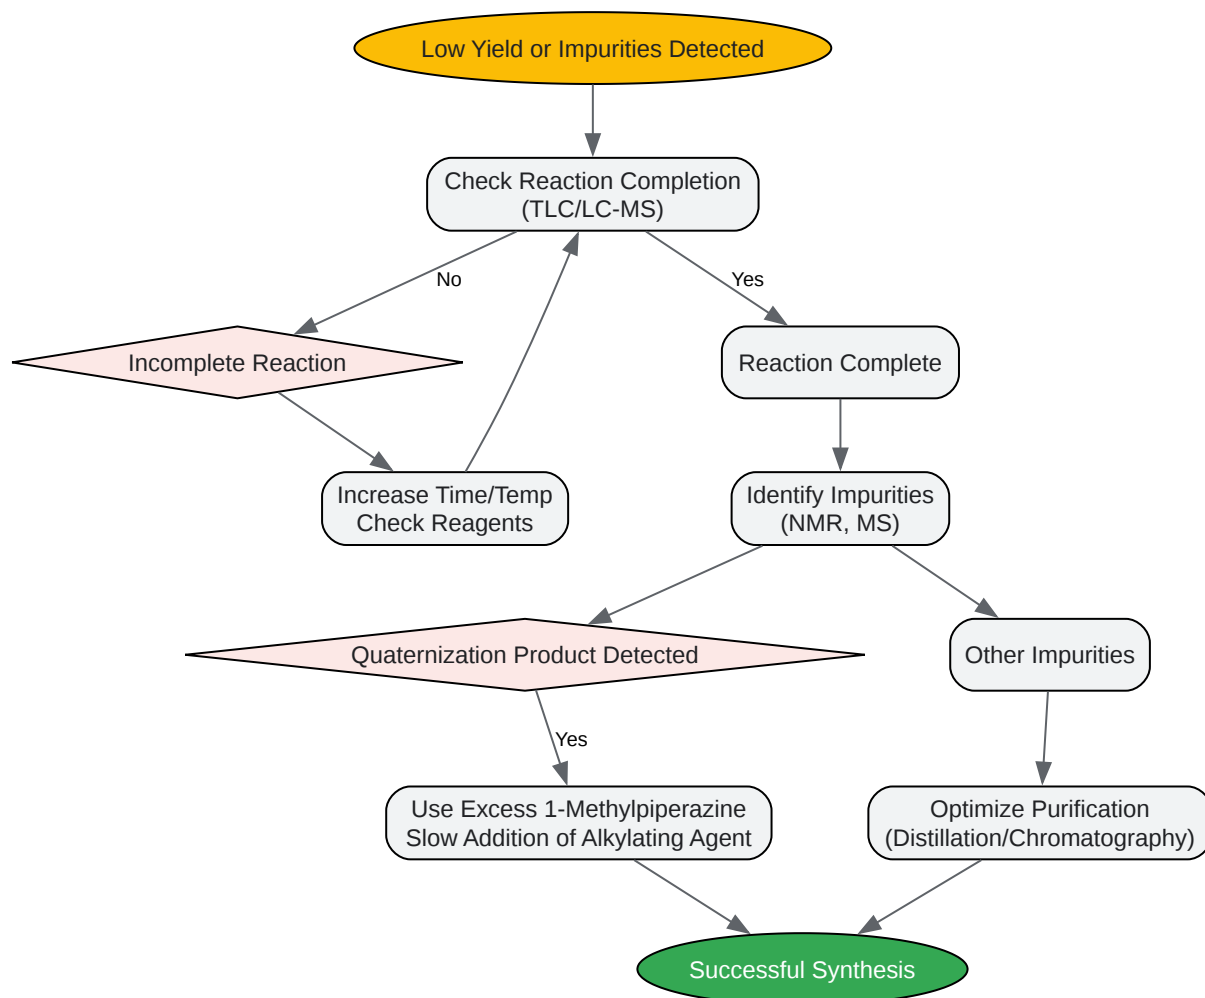 Low Yield or Impurities Detected
Check Reaction Completion
(TLC/LC-MS)
No
Yes
Incomplete Reaction
Reaction Complete
Increase Time/Temp
Check Reagents
Identify Impurities
(NMR, MS)
Quaternization Product Detected
Other Impurities
Yes
Use Excess 1-Methylpiperazine
Slow Addition of Alkylating Agent
Optimize Purification
(Distillation/Chromatography)
Successful Synthesis